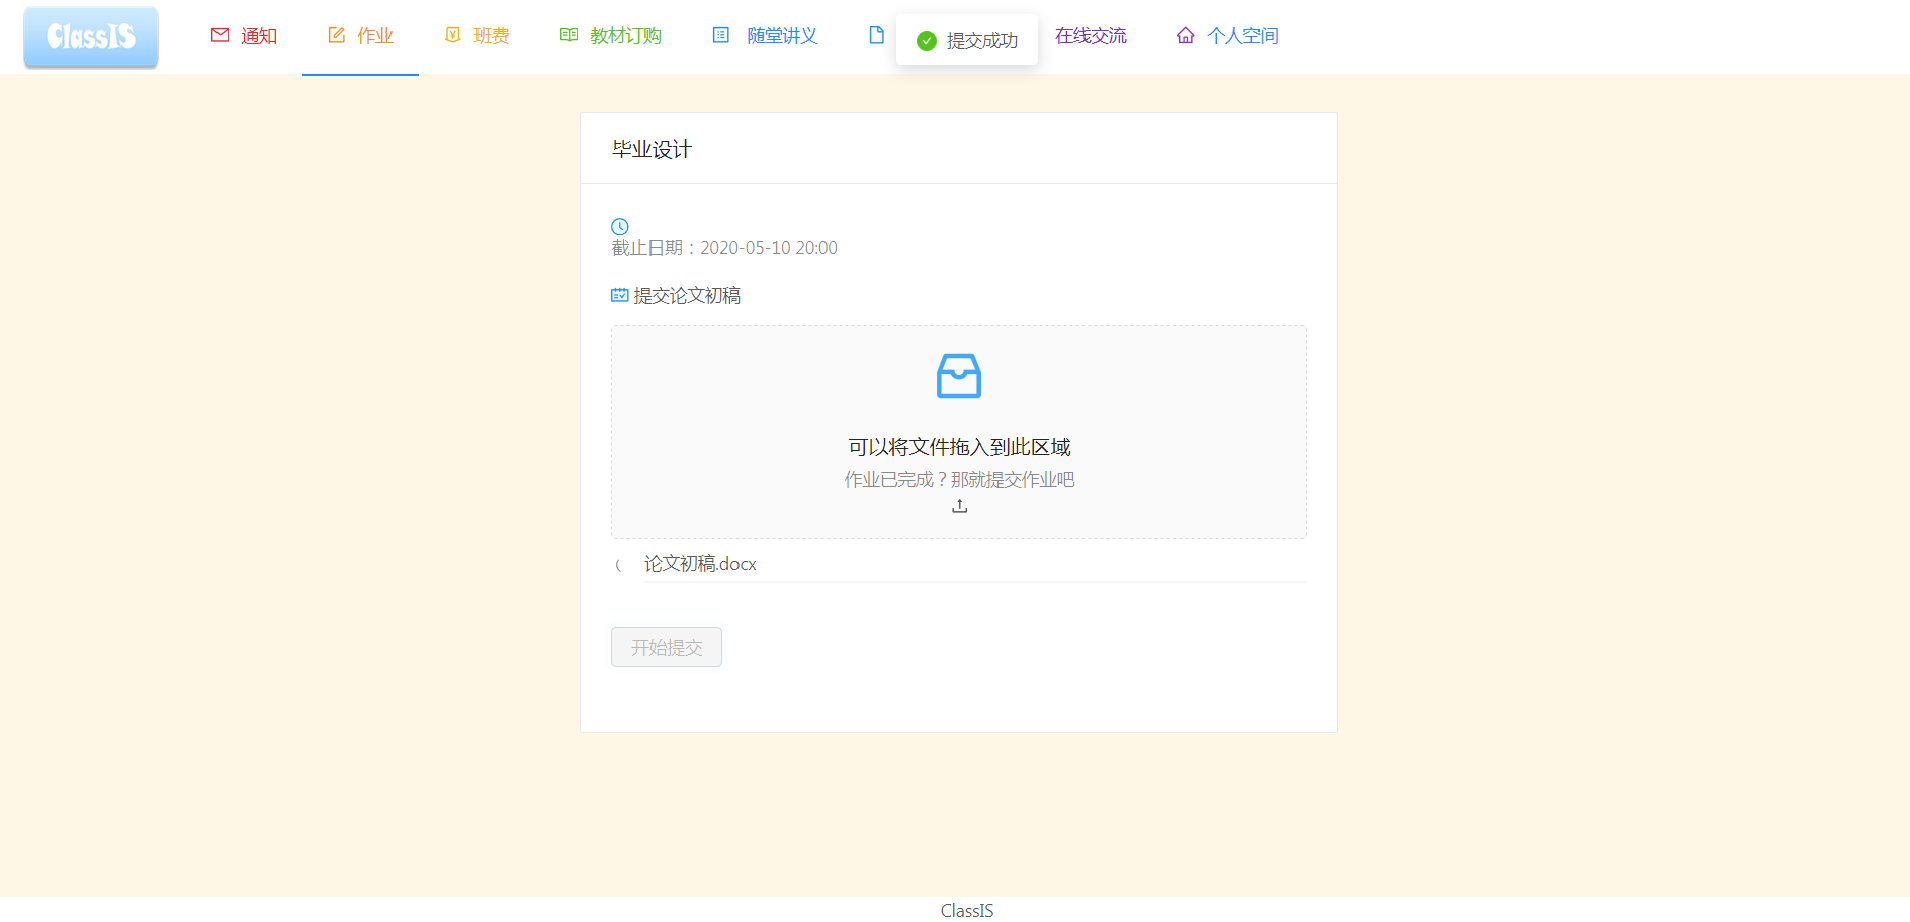 ClassIS
通知
作业
班费
教材订购
随堂讲义
提交成功
在线交流
个人空间
毕业设计
截止日期：2020-05-10 20:00
提交论文初稿
可以将文件拖入到此区域
作业已完成？那就提交作业吧
论文初稿.docx
开始提交
ClassIS